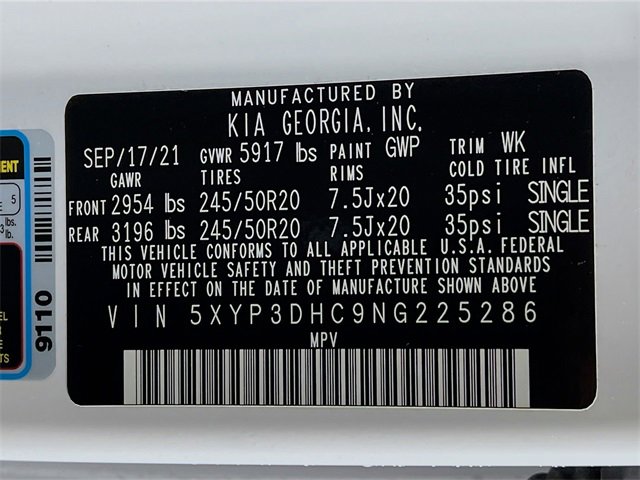 MANUFACTURED BY
KIA GEORGIA, INC.
SEP/17/21 GVWR 5917 lbs PAINT GWP TRIM WK
GAWR TIRES RIMS COLD TIRE INFL
FRONT 2954 lbs 245/50R20 7.5Jx20 35psi SINGLE
REAR 3196 lbs 245/50R20 7.5Jx20 35psi SINGLE
THIS VEHICLE CONFORMS TO ALL APPLICABLE U.S.A. FEDERAL
MOTOR VEHICLE SAFETY AND THEFT PREVENTION STANDARDS
IN EFFECT ON THE DATE OF MANUFACTURE SHOWN ABOVE
VIN 5XYP3DHC9NG225286
MPV
5
lbs.
lb.
9110